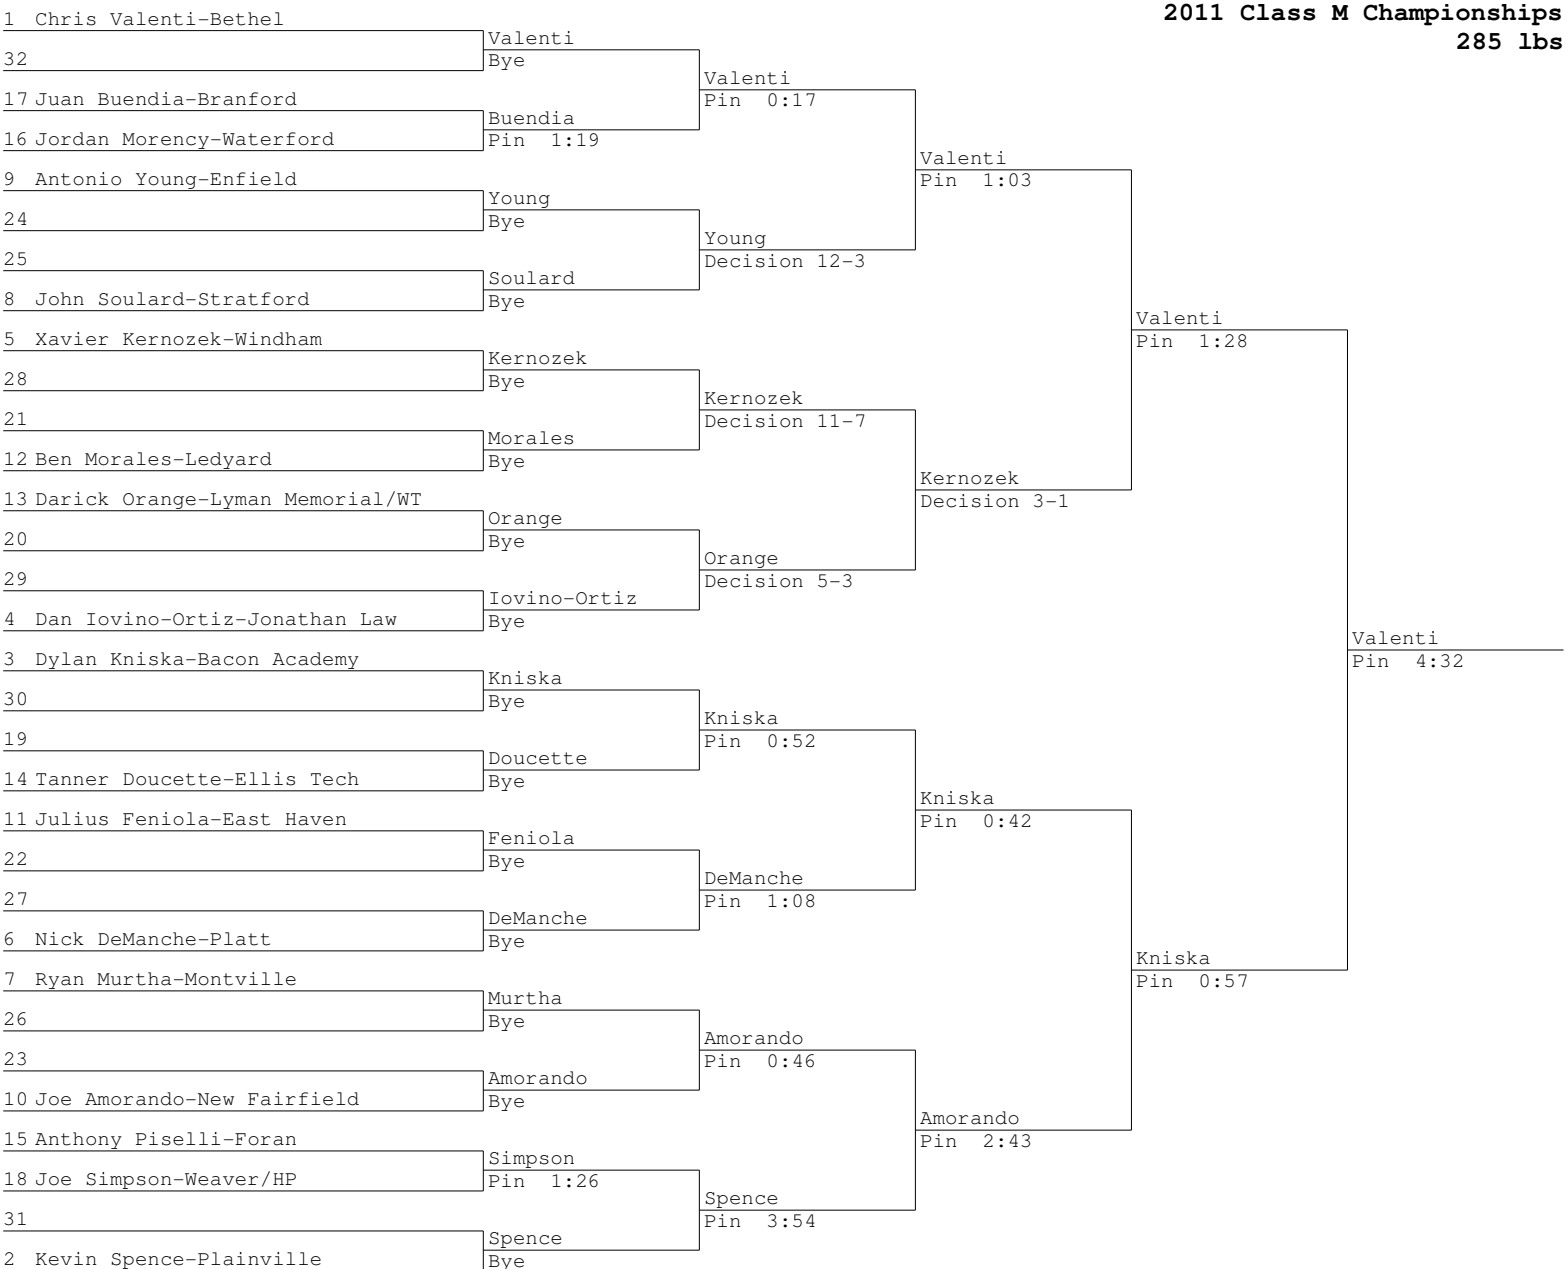 2011 Class M Championships
285 lbs
1 Chris Valenti-Bethel
32
17 Juan Buendia-Branford
16 Jordan Morency-Waterford
9 Antonio Young-Enfield
24
25
8 John Soulard-Stratford
5 Xavier Kernozek-Windham
28
21
12 Ben Morales-Ledyard
13 Darick Orange-Lyman Memorial/WT
20
29
4 Dan Iovino-Ortiz-Jonathan Law
3 Dylan Kniska-Bacon Academy
30
19
14 Tanner Doucette-Ellis Tech
11 Julius Feniola-East Haven
22
27
6 Nick DeManche-Platt
7 Ryan Murtha-Montville
26
23
10 Joe Amorando-New Fairfield
15 Anthony Piselli-Foran
18 Joe Simpson-Weaver/HP
31
2 Kevin Spence-Plainville
Valenti
Bye
Buendia
Pin 1:19
Young
Bye
Soulard
Bye
Kernozek
Bye
Morales
Bye
Orange
Bye
Iovino-Ortiz
Bye
Kniska
Bye
Doucette
Bye
Feniola
Bye
DeManche
Bye
Murtha
Bye
Amorando
Bye
Simpson
Pin 1:26
Spence
Bye
Valenti
Pin 0:17
Young
Decision 12-3
Kernozek
Decision 11-7
Orange
Decision 5-3
Kniska
Pin 0:52
DeManche
Pin 1:08
Amorando
Pin 0:46
Spence
Pin 3:54
Valenti
Pin 1:03
Kernozek
Decision 3-1
Kniska
Pin 0:42
Amorando
Pin 2:43
Valenti
Pin 1:28
Kniska
Pin 0:57
Valenti
Pin 4:32